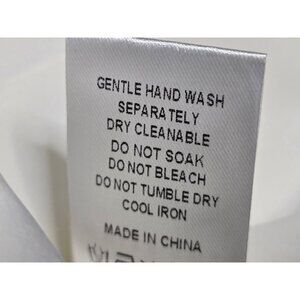 GENTLE HAND WASH
SEPARATELY
DRY CLEANABLE
DO NOT SOAK
DO NOT BLEACH
DO NOT TUMBLE DRY
COOL IRON
MADE IN CHINA